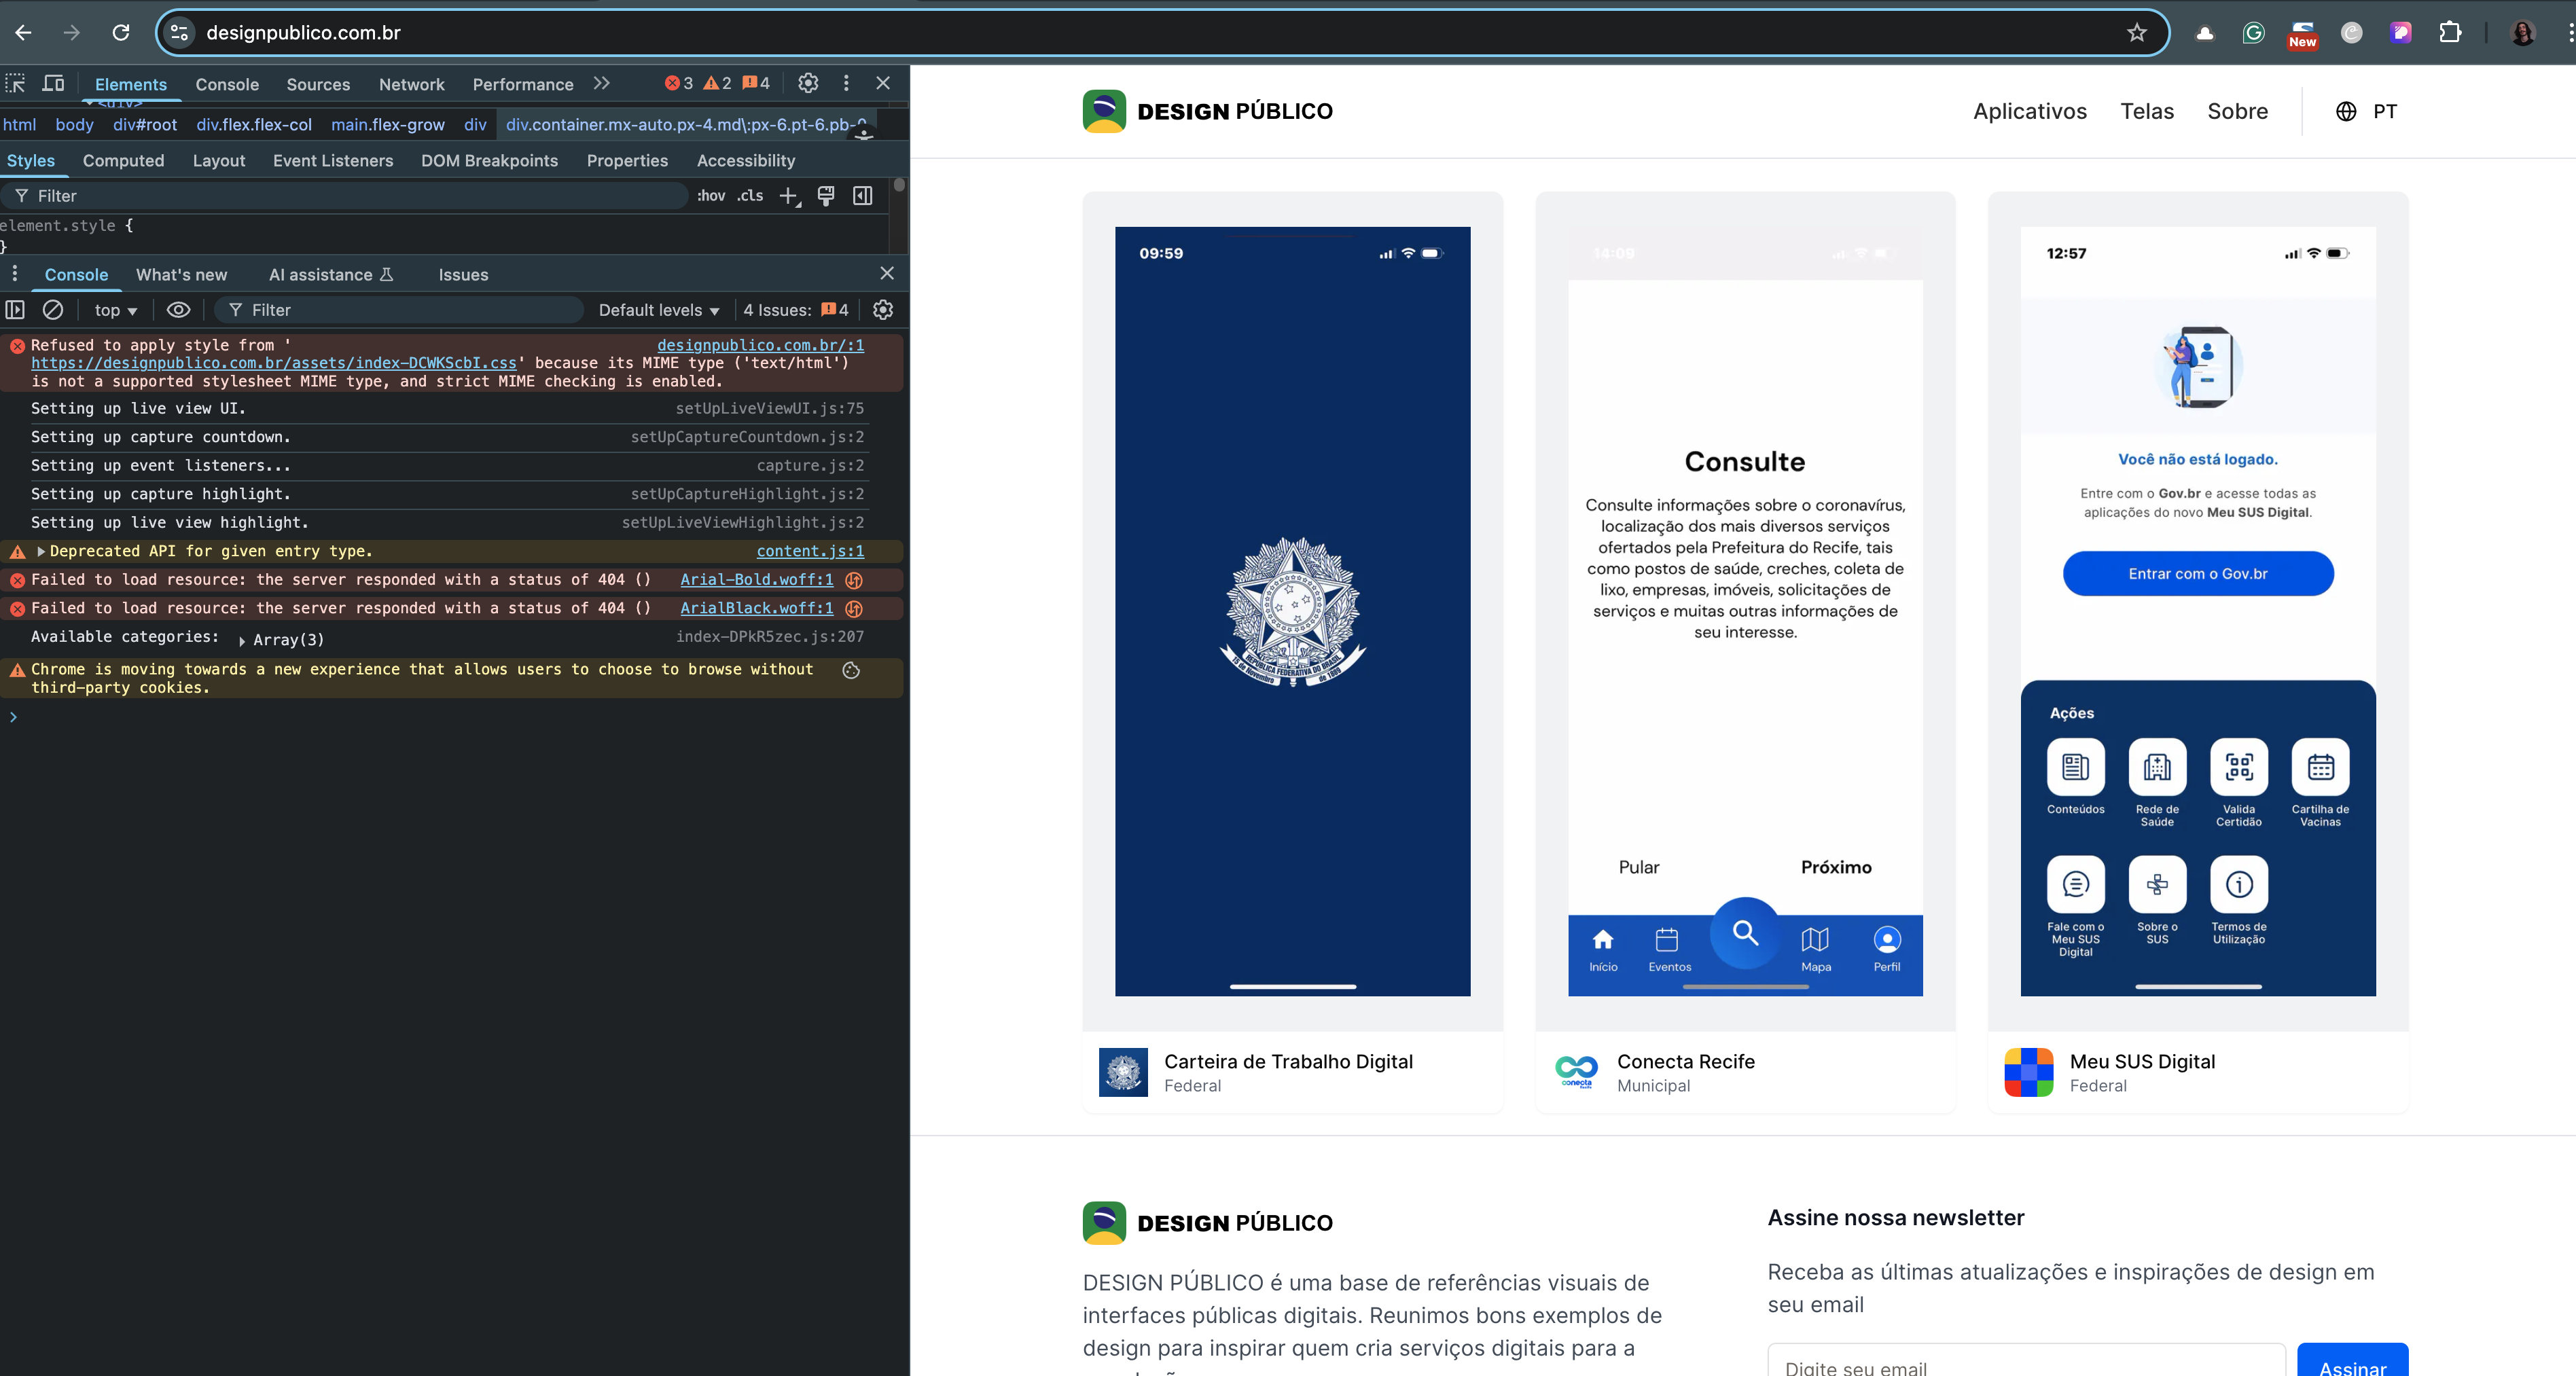 designpublico.com.br
New
Elements Console Sources Network Performance 3 2 4
<div>
html body div#root div.flex.flex-col main.flex-grow div div.container.mx-auto.px-4.md\:px-6.pt-6.pb-0
Styles Computed Layout Event Listeners DOM Breakpoints Properties Accessibility
Filter :hov .cls
element.style {
}
Console What's new AI assistance Issues
top Filter Default levels 4 Issues: 4
Refused to apply style from ' designpublico.com.br/:1
https://designpublico.com.br/assets/index-DCWKScbI.css' because its MIME type ('text/html')
is not a supported stylesheet MIME type, and strict MIME checking is enabled.
Setting up live view UI. setUpLiveViewUI.js:75
Setting up capture countdown. setUpCaptureCountdown.js:2
Setting up event listeners... capture.js:2
Setting up capture highlight. setUpCaptureHighlight.js:2
Setting up live view highlight. setUpLiveViewHighlight.js:2
Deprecated API for given entry type. content.js:1
Failed to load resource: the server responded with a status of 404 () Arial-Bold.woff:1
Failed to load resource: the server responded with a status of 404 () ArialBlack.woff:1
Available categories: Array(3) index-DPkR5zec.js:207
Chrome is moving towards a new experience that allows users to choose to browse without
third-party cookies.
DESIGN PÚBLICO
Aplicativos Telas Sobre PT
09:59
REPÚBLICA FEDERATIVA DO BRASIL
15 de Novembro de 1889
Carteira de Trabalho Digital
Federal
14:09
Consulte
Consulte informações sobre o coronavírus,
localização dos mais diversos serviços
ofertados pela Prefeitura do Recife, tais
como postos de saúde, creches, coleta de
lixo, empresas, imóveis, solicitações de
serviços e muitas outras informações de
seu interesse.
Pular Próximo
Início Eventos Mapa Perfil
conecta
Recife
Conecta Recife
Municipal
12:57
Você não está logado.
Entre com o Gov.br e acesse todas as
aplicações do novo Meu SUS Digital.
Entrar com o Gov.br
Ações
Conteúdos
Rede de
Saúde
Valida
Certidão
Cartilha de
Vacinas
Fale com o
Meu SUS
Digital
Sobre o
SUS
Termos de
Utilização
Meu SUS Digital
Federal
DESIGN PÚBLICO
DESIGN PÚBLICO é uma base de referências visuais de
interfaces públicas digitais. Reunimos bons exemplos de
design para inspirar quem cria serviços digitais para a
Assine nossa newsletter
Receba as últimas atualizações e inspirações de design em
seu email
Digite seu email
Assinar